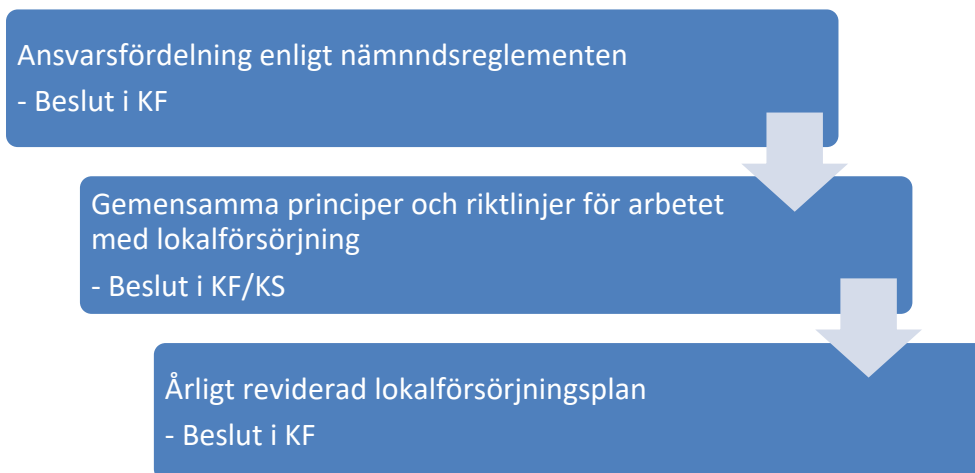 Ansvarsfördelning enligt nämnndsreglementen
- Beslut i KF
Gemensamma principer och riktlinjer för arbetet
med lokalförsörjning
- Beslut i KF/KS
Årligt reviderad lokalförsörjningsplan
- Beslut i KF